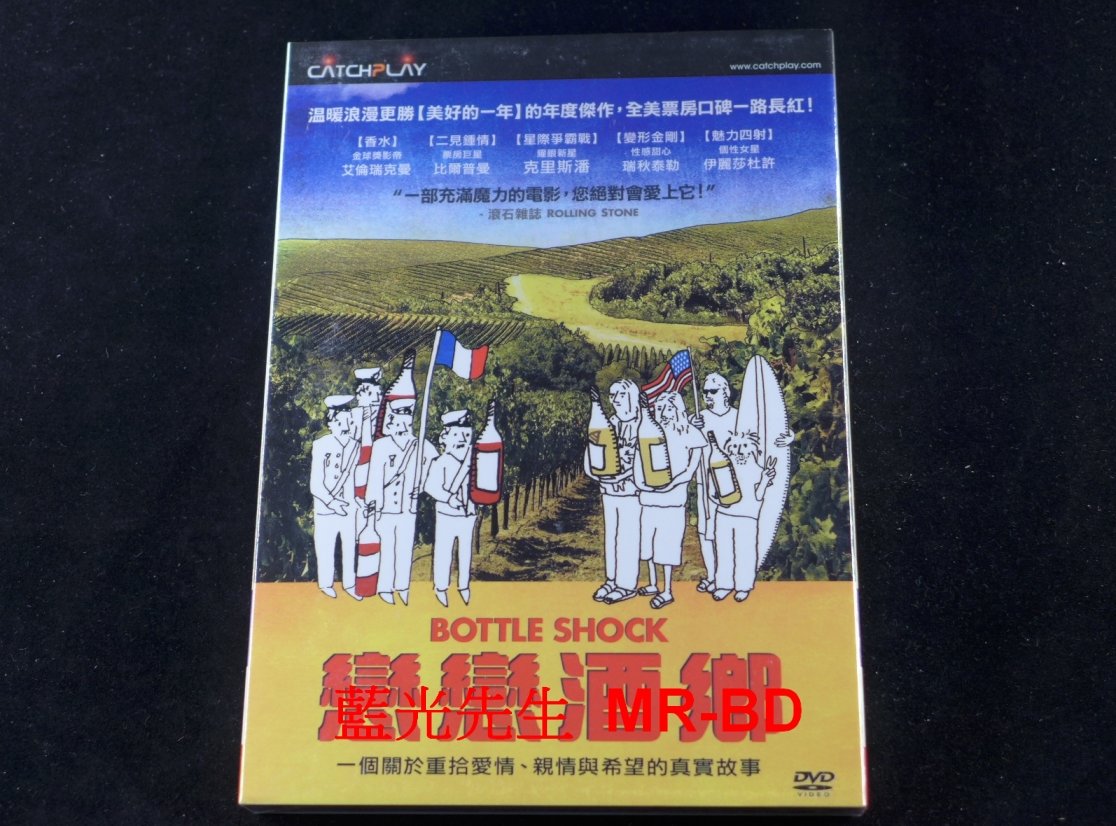 CATCHPLAY
www.catchplay.com
溫暖浪漫更勝【美好的一年】的年度傑作，全美票房口碑一路長紅！
【香水】 【二見鍾情】 【星際爭霸戰】 【變形金剛】 【魅力四射】
金球獎影帝 票房巨星 耀眼新星 性感甜心 個性女星
艾倫瑞克曼 比爾普曼 克里斯潘 瑞秋泰勒 伊麗莎杜許
“一部充滿魔力的電影，您絕對會愛上它！”
- 滾石雜誌 ROLLING STONE
BOTTLE SHOCK
戀戀酒鄉
藍光先生 MR-BD
一個關於重拾愛情、親情與希望的真實故事
DVD
VIDEO